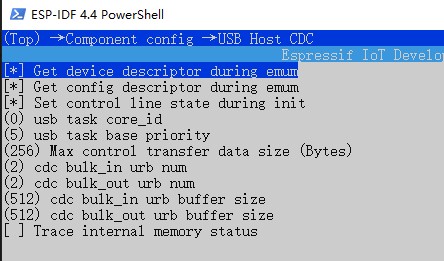 ESP-IDF 4.4 PowerShell
(Top) →Component config →USB Host CDC
Espressif IoT Develo
[*] Get device descriptor during emum
[*] Get config descriptor during emum
[*] Set control line state during init
(0) usb task core_id
(5) usb task base priority
(256) Max control transfer data size (Bytes)
(2) cdc bulk_in urb num
(2) cdc bulk_out urb num
(512) cdc bulk_in urb buffer size
(512) cdc bulk_out urb buffer size
[ ] Trace internal memory status